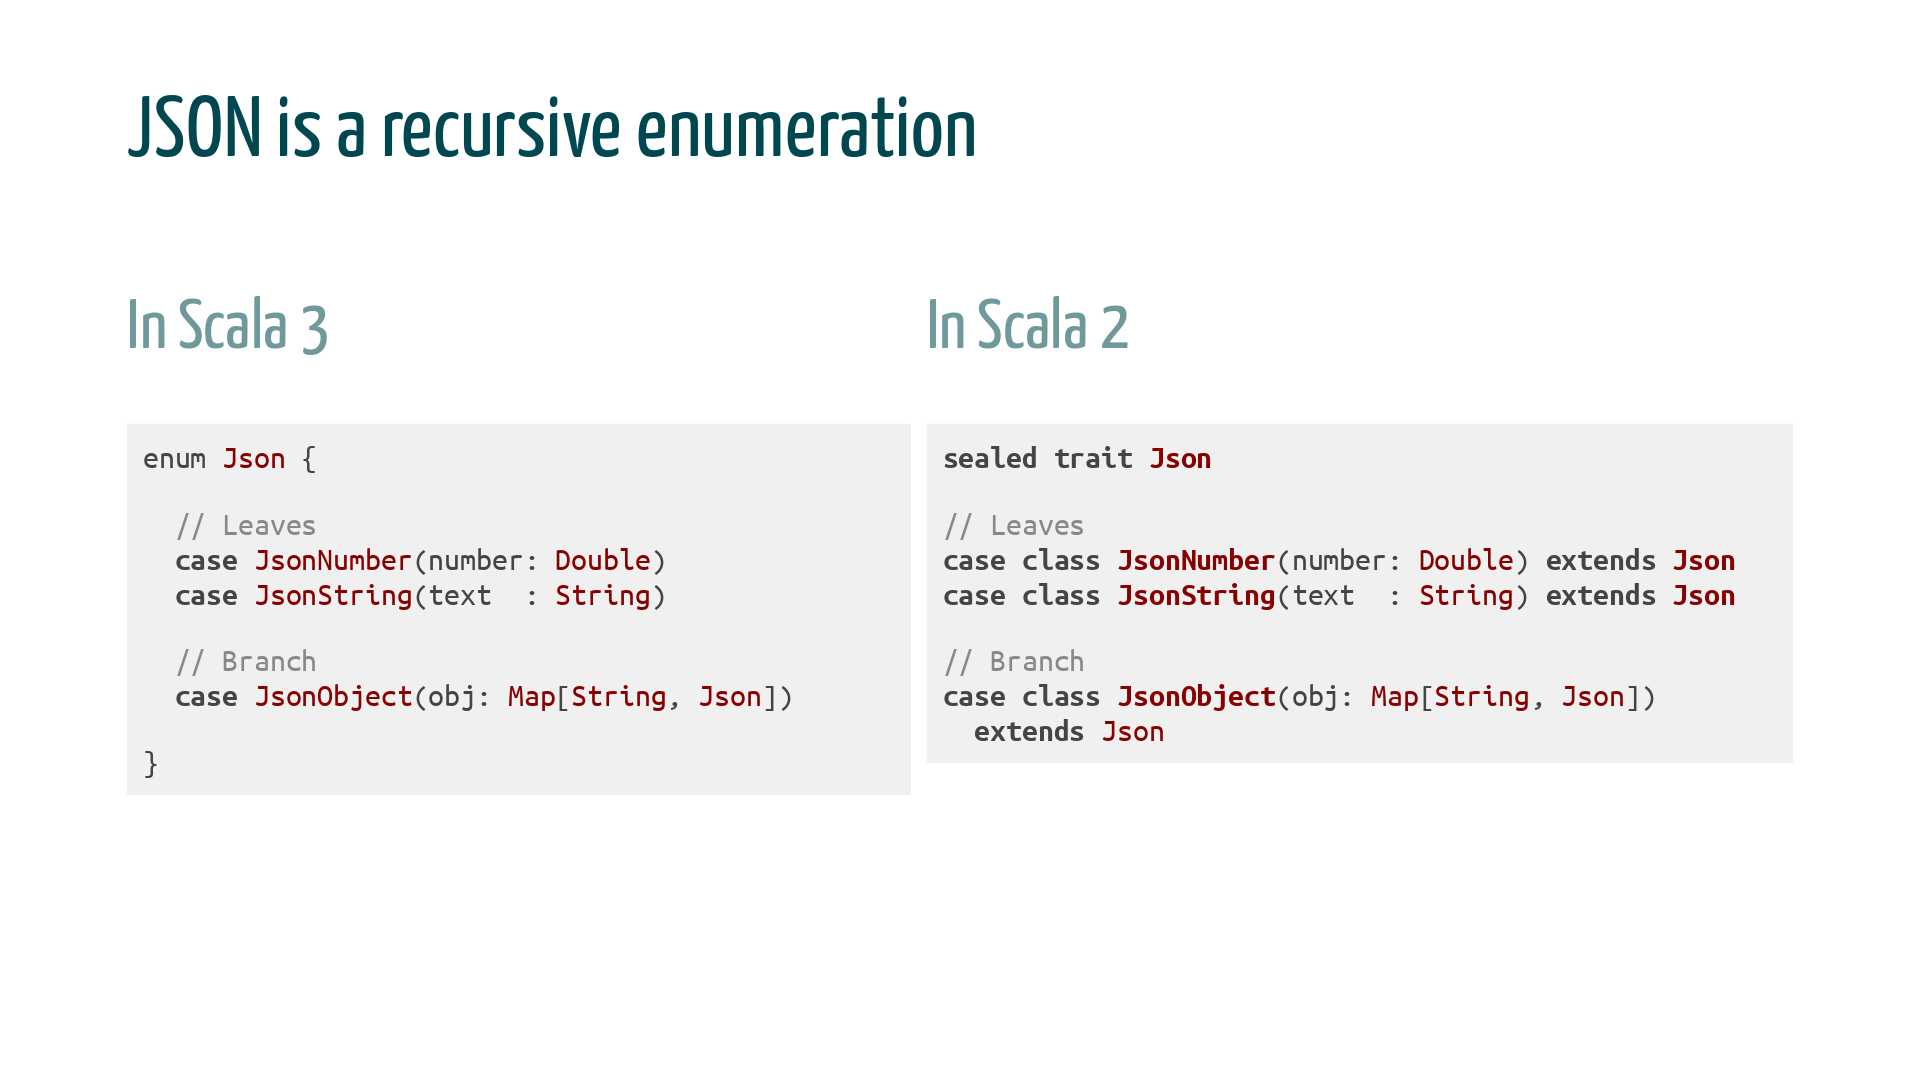 JSON is a recursive enumeration
In Scala 3
enum Json {
  // Leaves
  case JsonNumber(number: Double)
  case JsonString(text  : String)
  // Branch
  case JsonObject(obj: Map[String, Json])
}
In Scala 2
sealed trait Json
// Leaves
case class JsonNumber(number: Double) extends Json
case class JsonString(text  : String) extends Json
// Branch
case class JsonObject(obj: Map[String, Json])
  extends Json